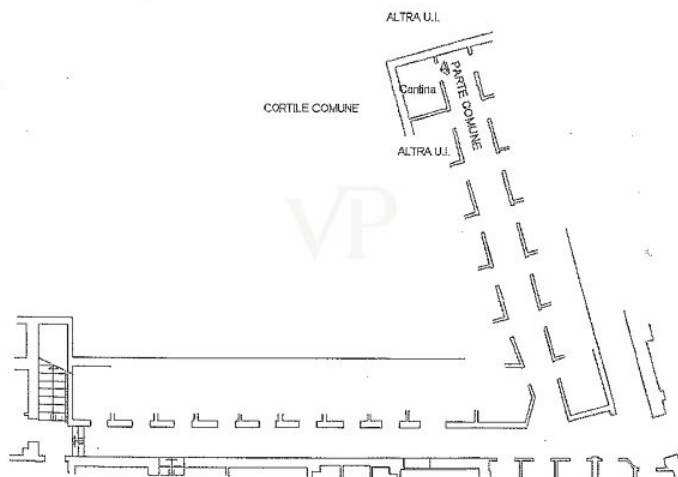 ALTRA U.I.
Cantina
PARTE COMUNE
CORTILE COMUNE
ALTRA U.I.
VP